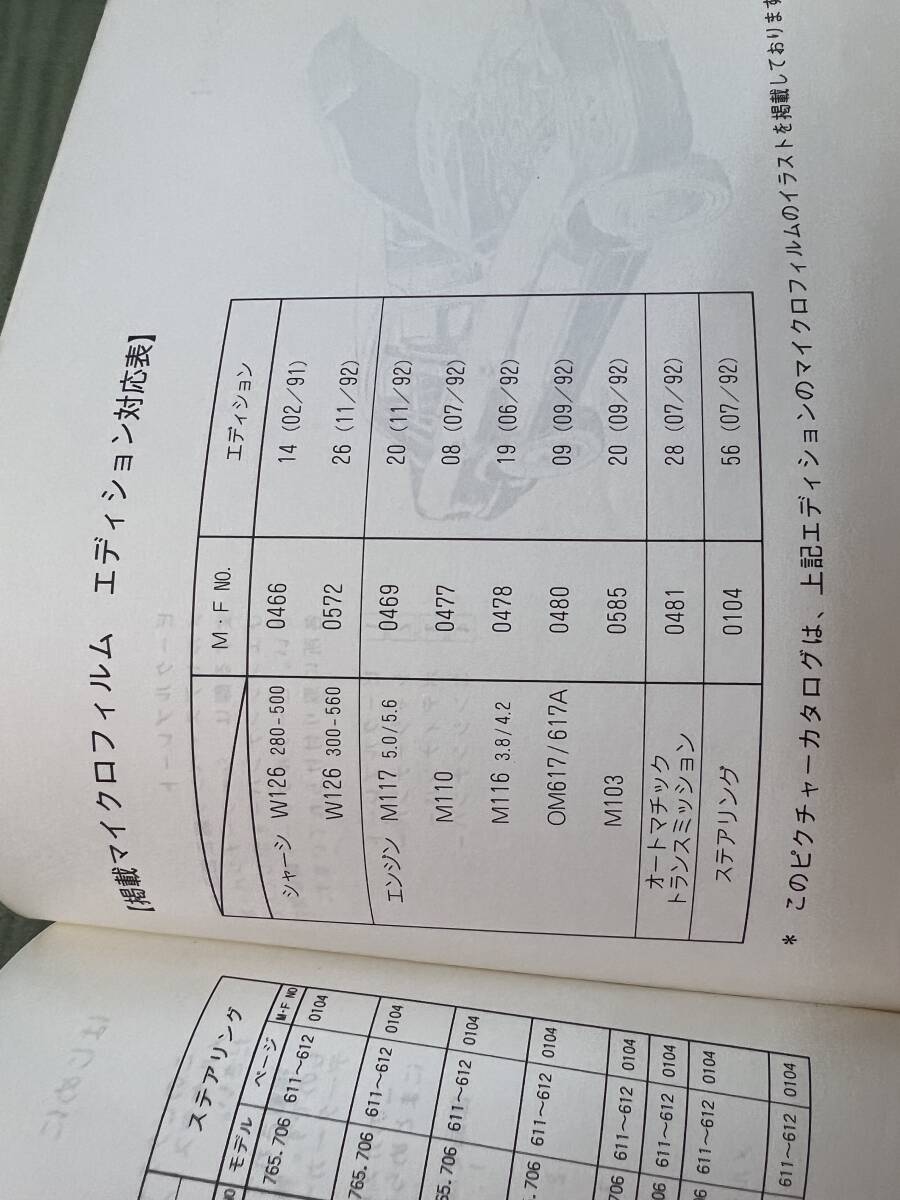 【掲載マイクロフィルム エディション対応表】
M・F NO. エディション
シャーシ W126 280-500 0466 14 (02／91)
W126 300-560 0572 26 (11／92)
エンジン M117 5.0/5.6 0469 20 (11／92)
M110 0477 08 (07／92)
M116 3.8/4.2 0478 19 (06／92)
OM617/617A 0480 09 (09／92)
M103 0585 20 (09／92)
オートマチック
トランスミッション 0481 28 (07／92)
ステアリング 0104 56 (07／92)
＊ このピクチャーカタログは、上記エディションのマイクロフィルムのイラストを掲載しております
ステアリング
モデル ページ M・F NO
765.706 611～612 0104
765.706 611～612 0104
65.706 611～612 0104
.706 611～612 0104
706 611～612 0104
06 611～612 0104
06 611～612 0104
611～612 0104